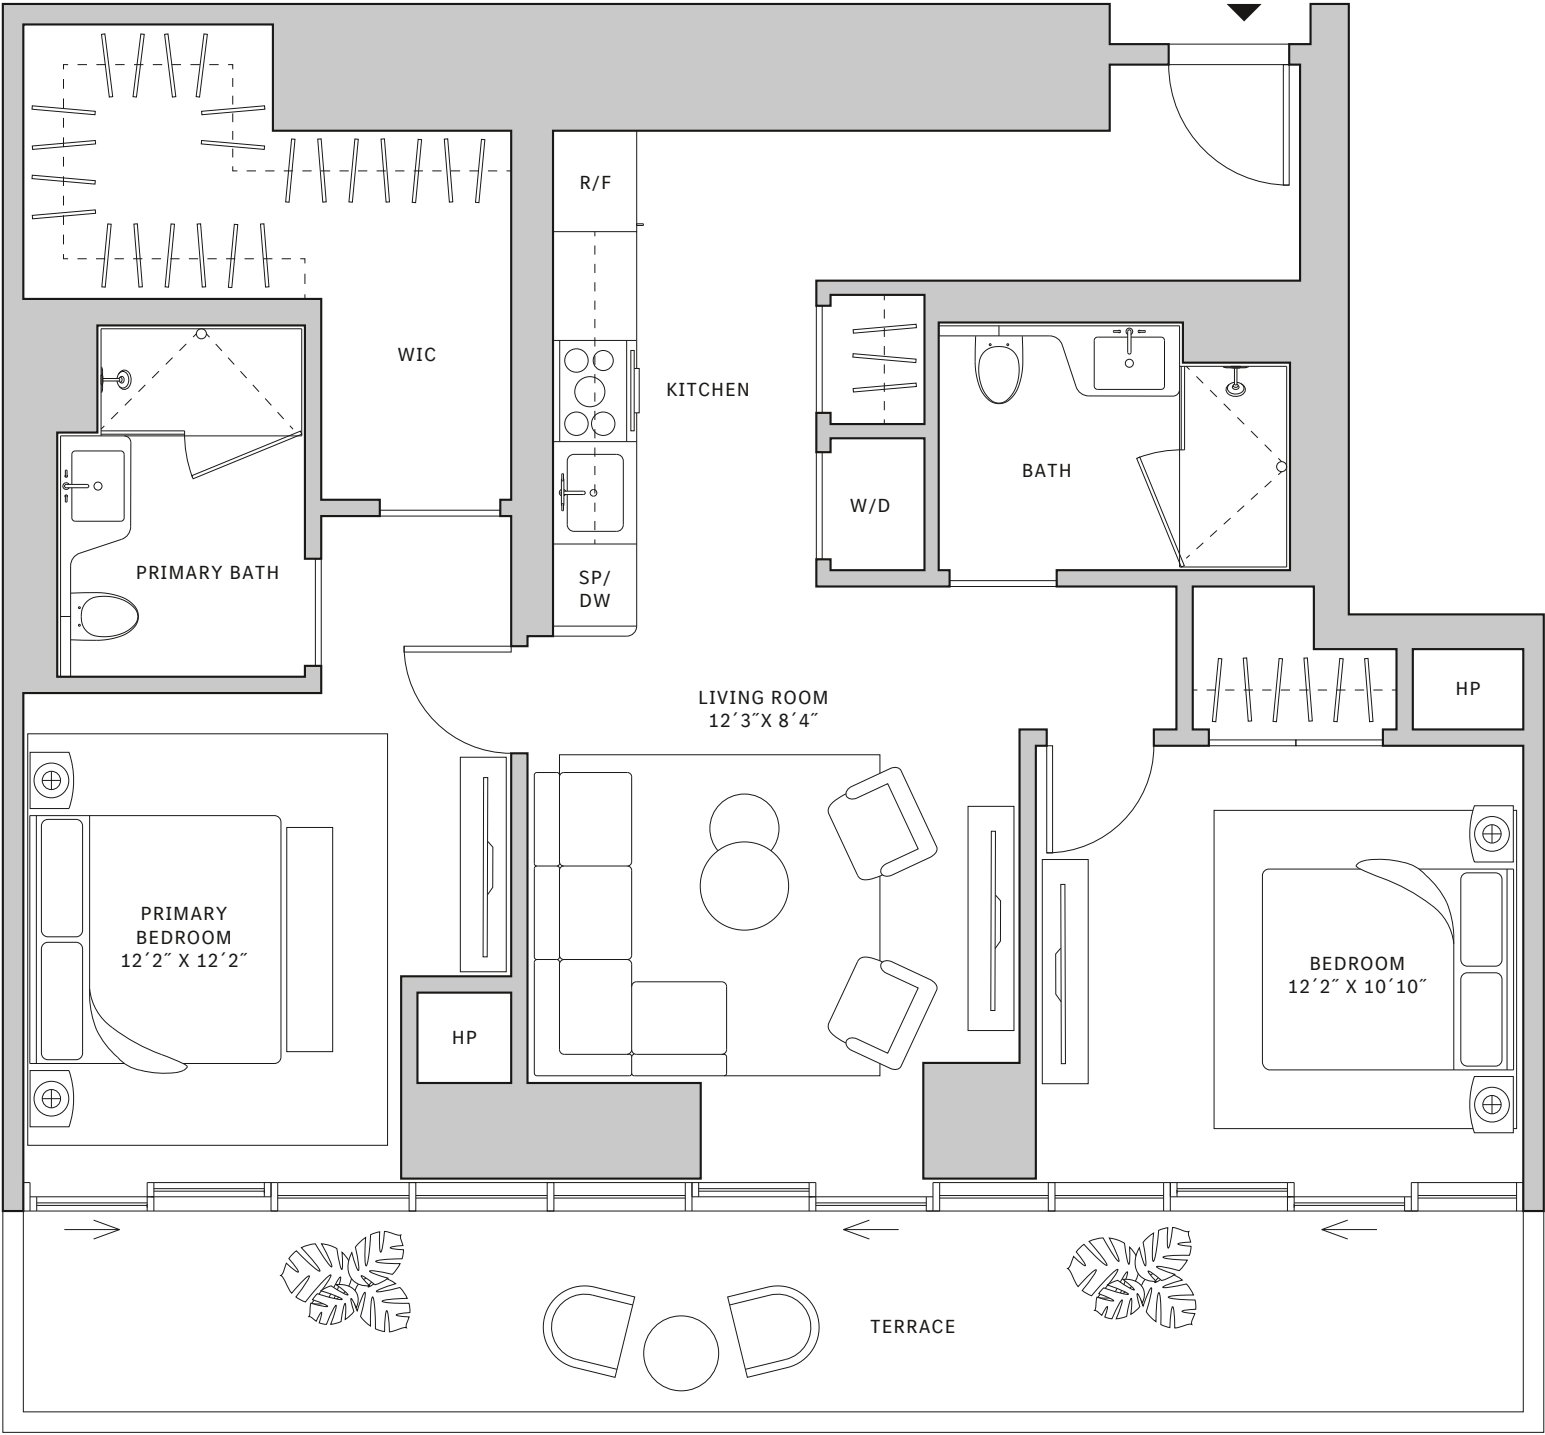 R/F
WIC
KITCHEN
BATH
W/D
PRIMARY BATH
SP/
DW
LIVING ROOM
12´3˝X 8´4˝
HP
PRIMARY
BEDROOM
12´2˝ X 12´2˝
BEDROOM
12´2˝ X 10´10˝
HP
TERRACE